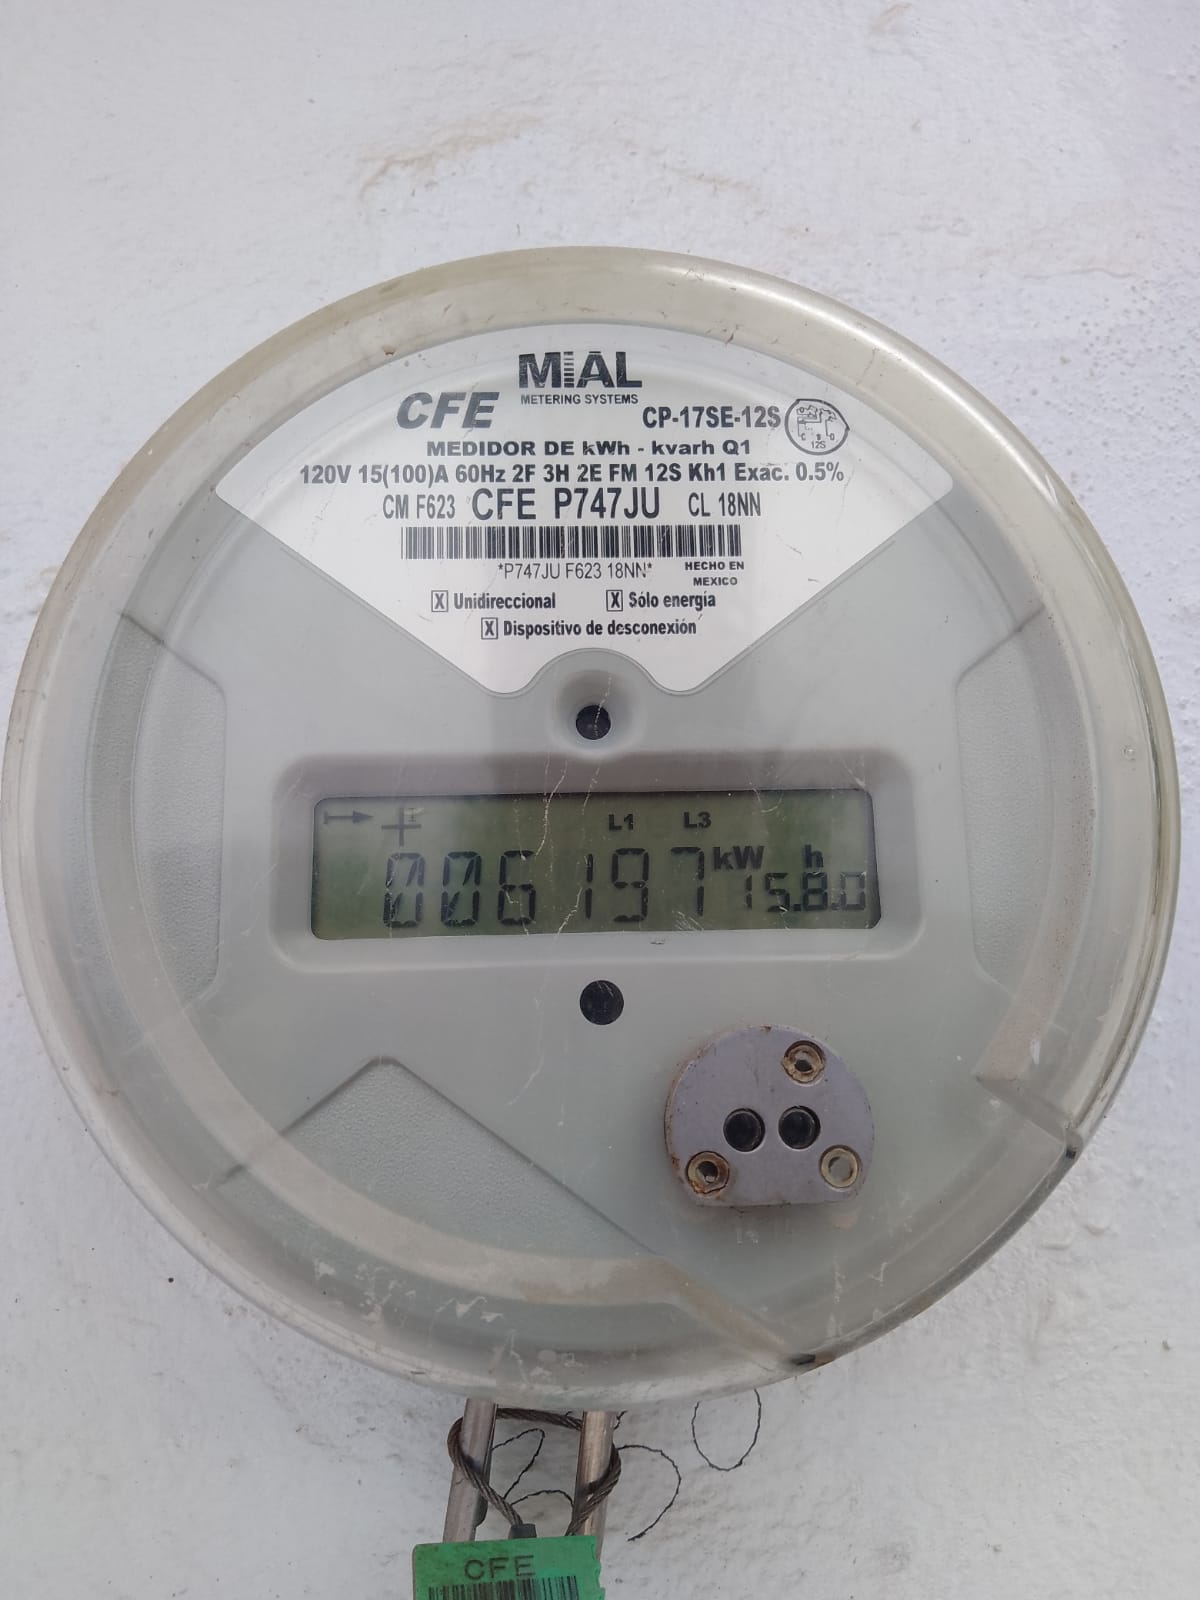 MIAL
METERING SYSTEMS
CFE
CP-17SE-12S
12S
MEDIDOR DE kWh - kvarh Q1
120V 15(100)A 60Hz 2F 3H 2E FM 12S Kh1 Exac. 0.5%
CM F623 CFE P747JU CL 18NN
*P747JU F623 18NN*
HECHO EN
MEXICO
X Unidireccional X Sólo energía
X Dispositivo de desconexión
L1 L3
006197 kW h 15.8.0
CFE